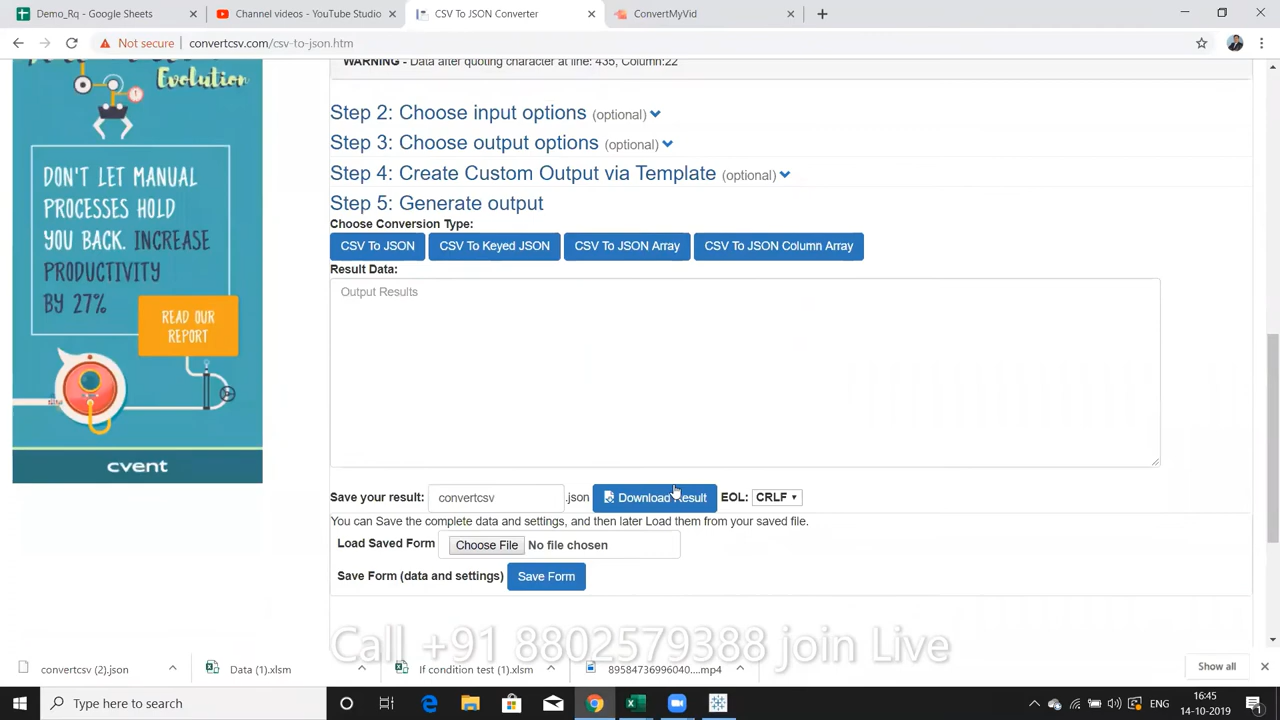 Demo_Rq - Google Sheets
Channel videos - YouTube Studio
CSV To JSON Converter
ConvertMyVid
Not secure
convertcsv.com/csv-to-json.htm
Evolution
DON'T LET MANUAL
PROCESSES HOLD
YOU BACK. INCREASE
PRODUCTIVITY
BY 27%
READ OUR
REPORT
cvent
WARNING - Data after quoting character at line: 435, Column:22
Step 2: Choose input options (optional)
Step 3: Choose output options (optional)
Step 4: Create Custom Output via Template (optional)
Step 5: Generate output
Choose Conversion Type:
CSV To JSON
CSV To Keyed JSON
CSV To JSON Array
CSV To JSON Column Array
Result Data:
Output Results
Save your result: convertcsv .json Download Result EOL: CRLF
You can Save the complete data and settings, and then later Load them from your saved file.
Load Saved Form Choose File No file chosen
Save Form (data and settings) Save Form
Call +91 8802579388 join Live
convertcsv (2).json
Data (1).xlsm
If condition test (1).xlsm
89584736996040....mp4
Show all
Type here to search
ENG
16:45
14-10-2019